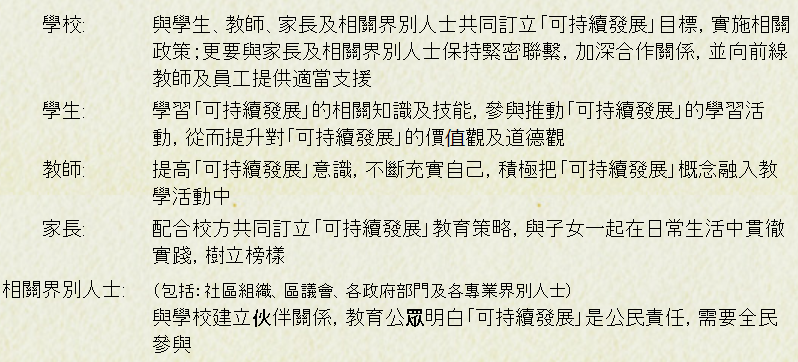 學校: 與學生、教師、家長及相關界別人士共同訂立「可持續發展」目標, 實施相關
政策; 更要與家長及相關界別人士保持緊密聯繫, 加深合作關係, 並向前線
教師及員工提供適當支援
學生: 學習「可持續發展」的相關知識及技能, 參與推動「可持續發展」的學習活
動, 從而提升對「可持續發展」的價值觀及道德觀
教師: 提高「可持續發展」意識, 不斷充實自己, 積極把「可持續發展」概念融入教
學活動中
家長: 配合校方共同訂立「可持續發展」教育策略, 與子女一起在日常生活中貫徹
實踐, 樹立榜樣
相關界別人士: (包括: 社區組織、區議會、各政府部門及各專業界別人士)
與學校建立伙伴關係, 教育公眾明白「可持續發展」是公民責任, 需要全民
參與